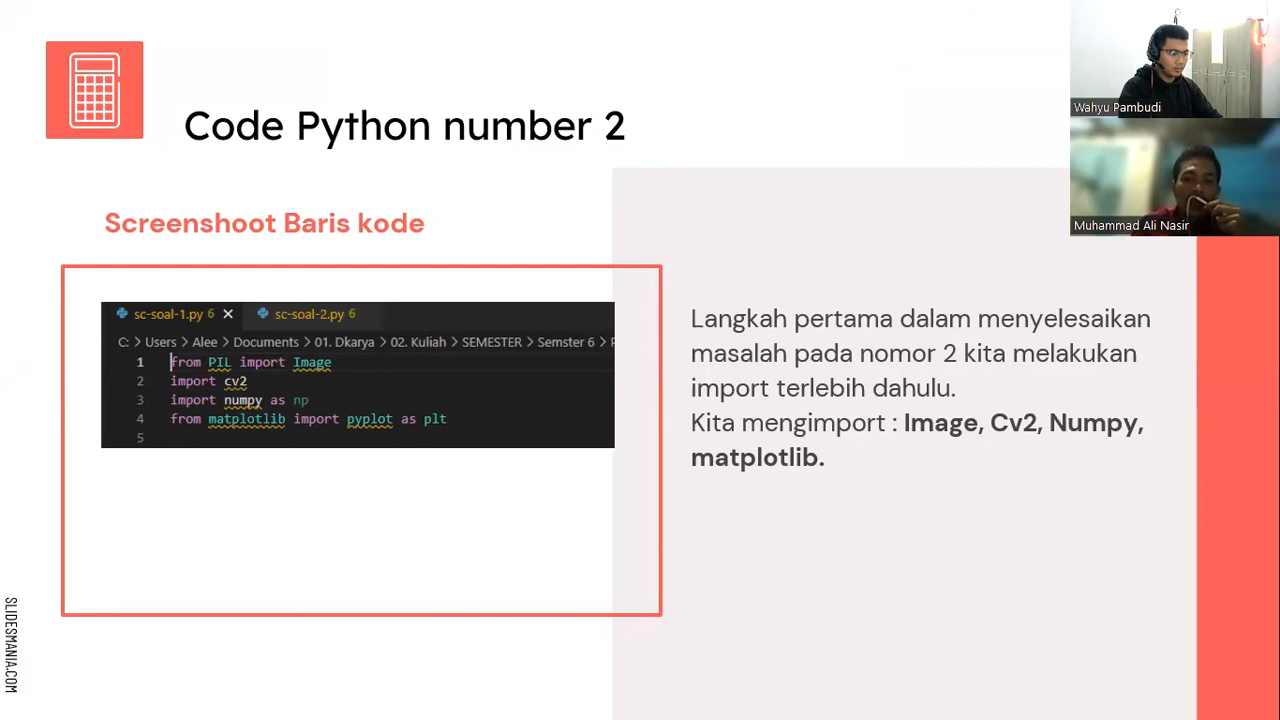 Code Python number 2
Wahyu Pambudi
Muhammad Ali Nasir
Screenshoot Baris kode
sc-soal-1.py 6 sc-soal-2.py 6
C: > Users > Alee > Documents > 01. Dkarya > 02. Kuliah > SEMESTER > Semster 6 >
1 from PIL import Image
2 import cv2
3 import numpy as np
4 from matplotlib import pyplot as plt
5
Langkah pertama dalam menyelesaikan
masalah pada nomor 2 kita melakukan
import terlebih dahulu.
Kita mengimport : Image, Cv2, Numpy,
matplotlib.
SLIDESMANIA.COM